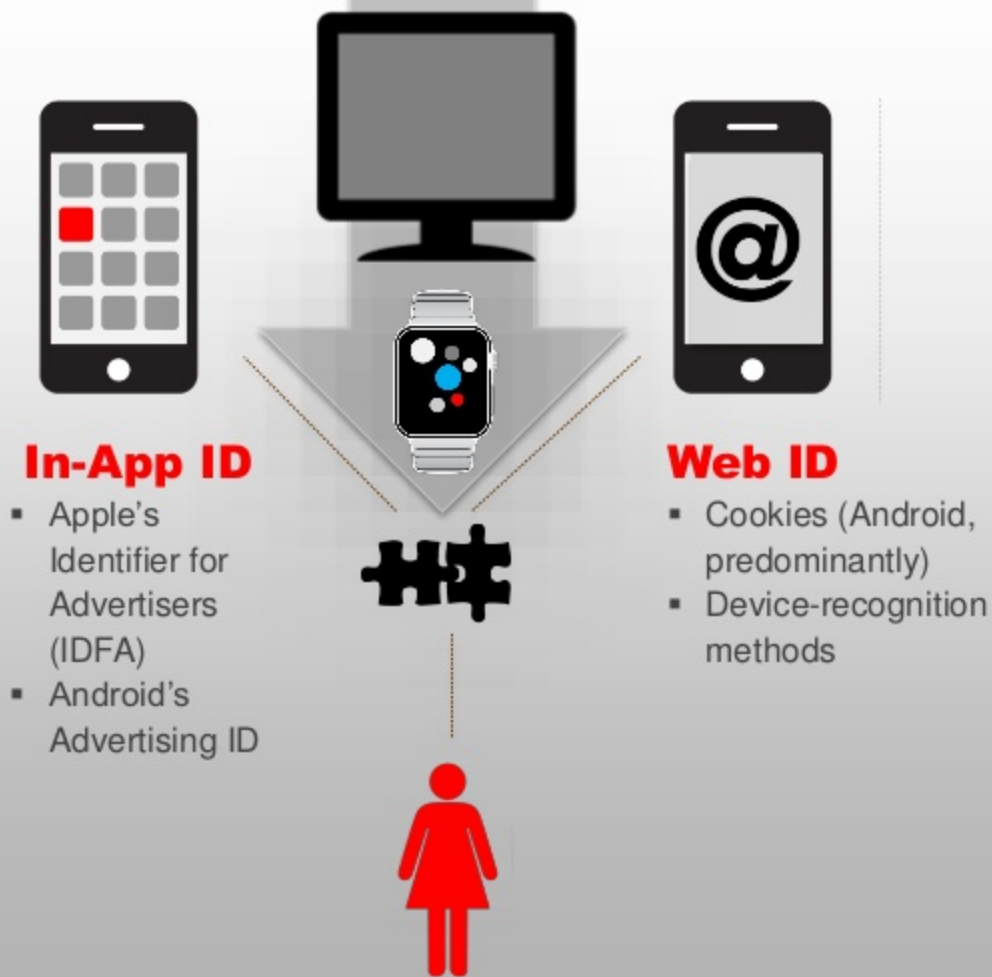 @
In-App ID
▪ Apple's
Identifier for
Advertisers
(IDFA)
▪ Android's
Advertising ID
Web ID
▪ Cookies (Android,
predominantly)
▪ Device-recognition
methods